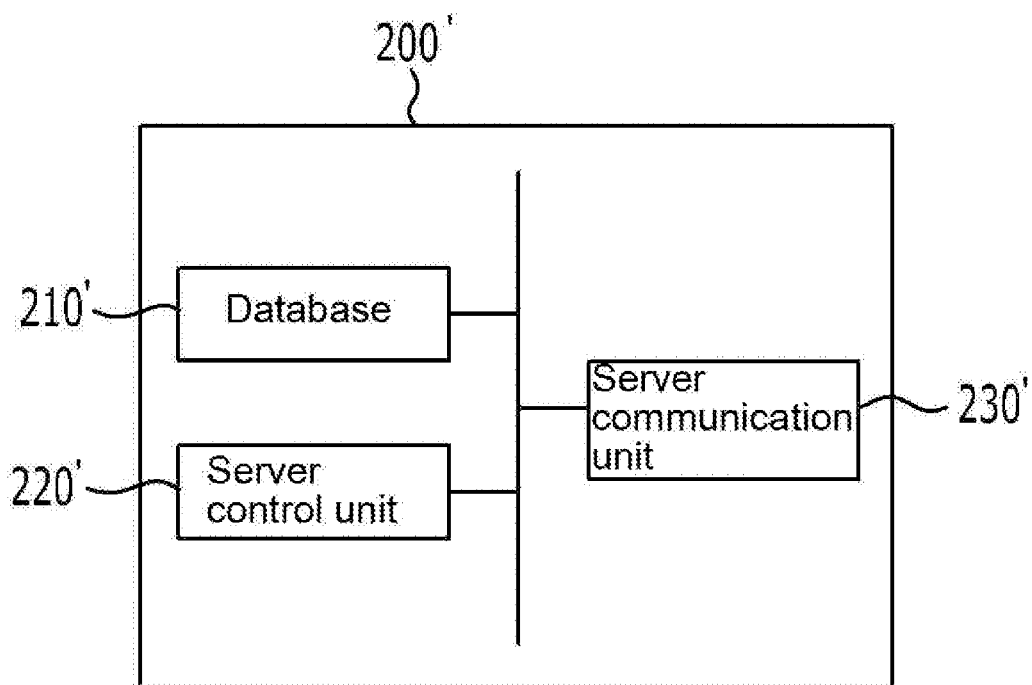 200'
210'
Database
Server
communication
unit
230'
220'
Server
control unit